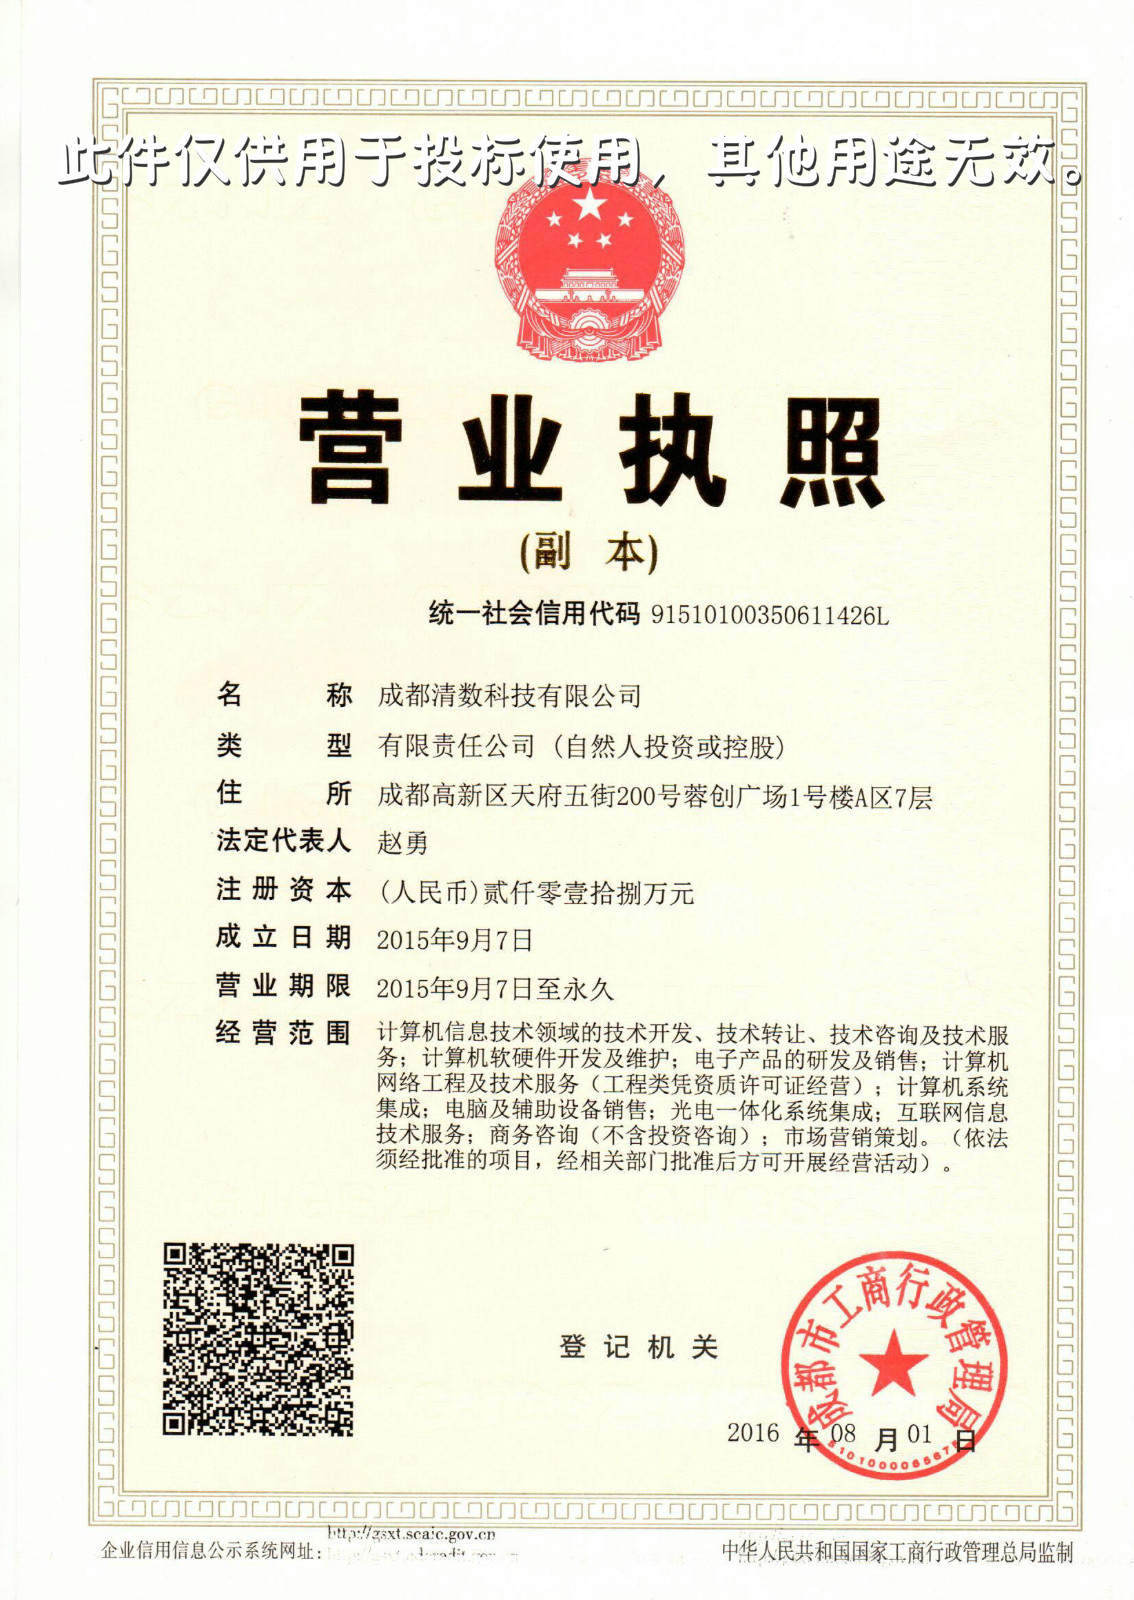 此件仅供用于投标使用，其他用途无效。
营业执照
(副 本)
统一社会信用代码 91510100350611426L
名 称 成都清数科技有限公司
类 型 有限责任公司（自然人投资或控股）
住 所 成都高新区天府五街200号蓉创广场1号楼A区7层
法定代表人 赵勇
注册资本 (人民币)贰仟零壹拾捌万元
成立日期 2015年9月7日
营业期限 2015年9月7日至永久
经营范围 计算机信息技术领域的技术开发、技术转让、技术咨询及技术服
务；计算机软硬件开发及维护；电子产品的研发及销售；计算机
网络工程及技术服务（工程类凭资质许可证经营）；计算机系统
集成；电脑及辅助设备销售；光电一体化系统集成；互联网信息
技术服务；商务咨询（不含投资咨询）；市场营销策划。（依法
须经批准的项目，经相关部门批准后方可开展经营活动）。
登记机关
成都市工商行政管理局
2016 年 08 月 01 日
http://gsxt.scaic.gov.cn
企业信用信息公示系统网址：
中华人民共和国国家工商行政管理总局监制